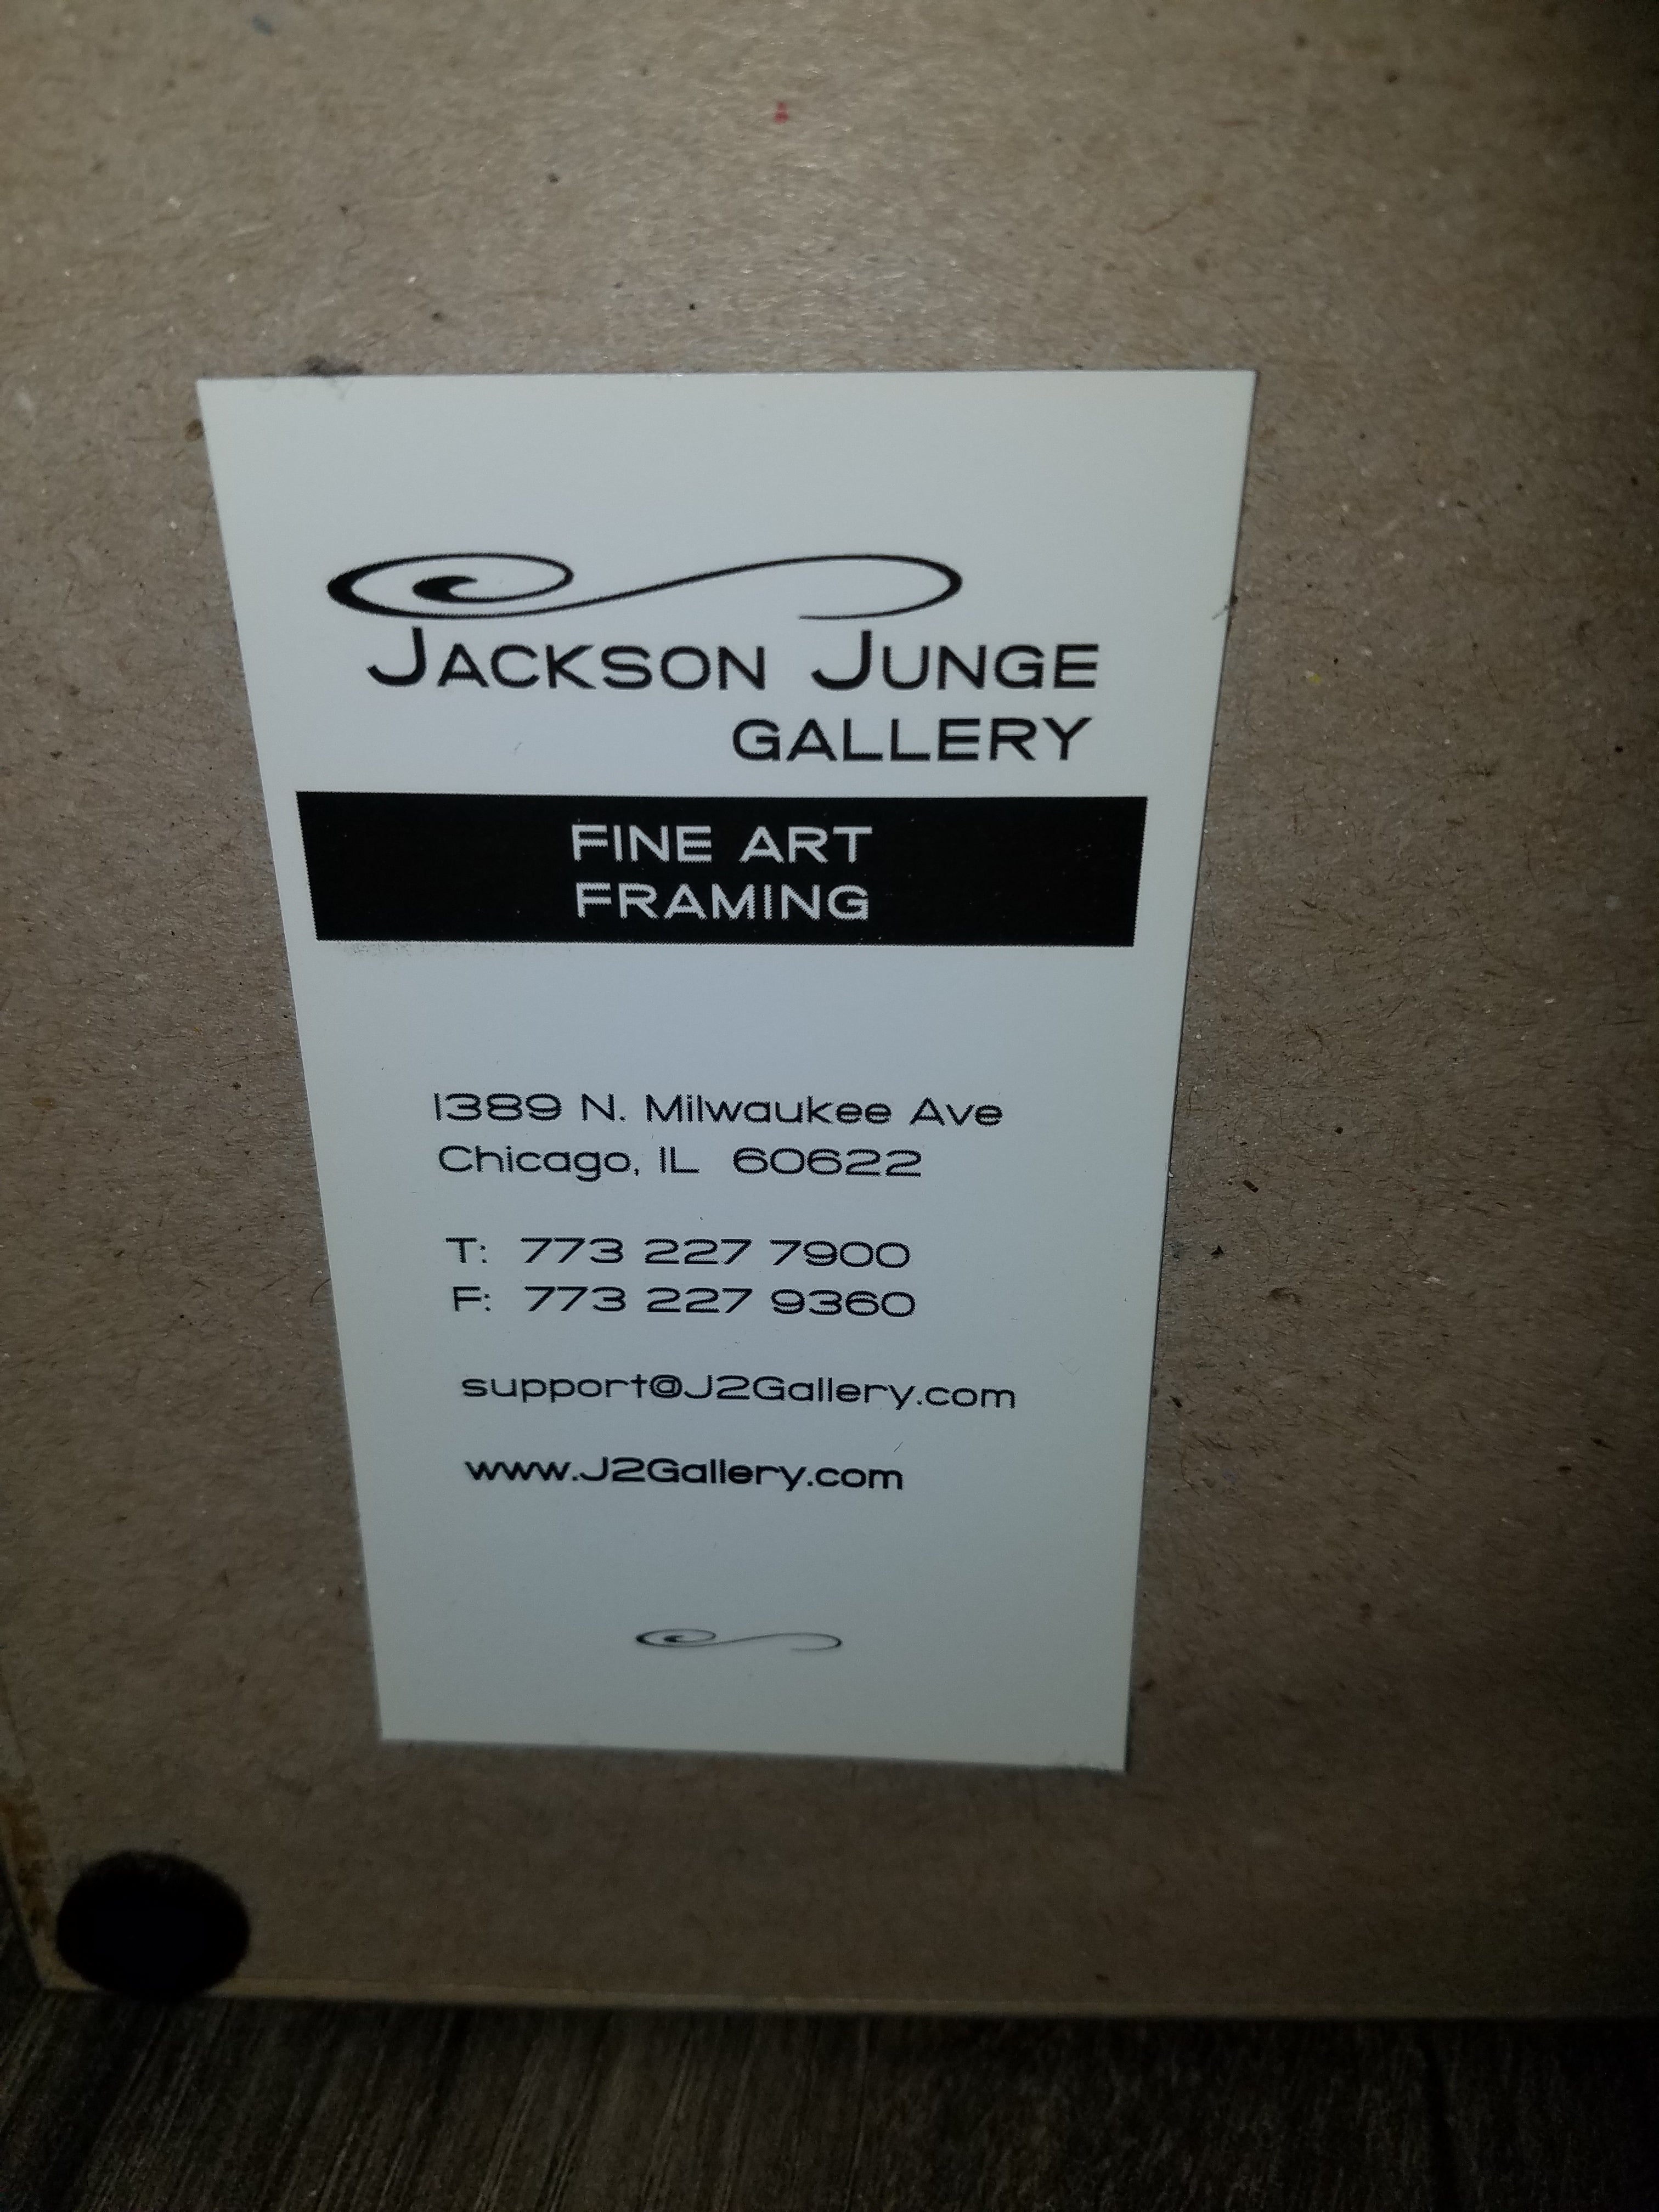 JACKSON JUNGE
GALLERY
FINE ART
FRAMING
1389 N. Milwaukee Ave
Chicago, IL 60622
T: 773 227 7900
F: 773 227 9360
support@J2Gallery.com
www.J2Gallery.com